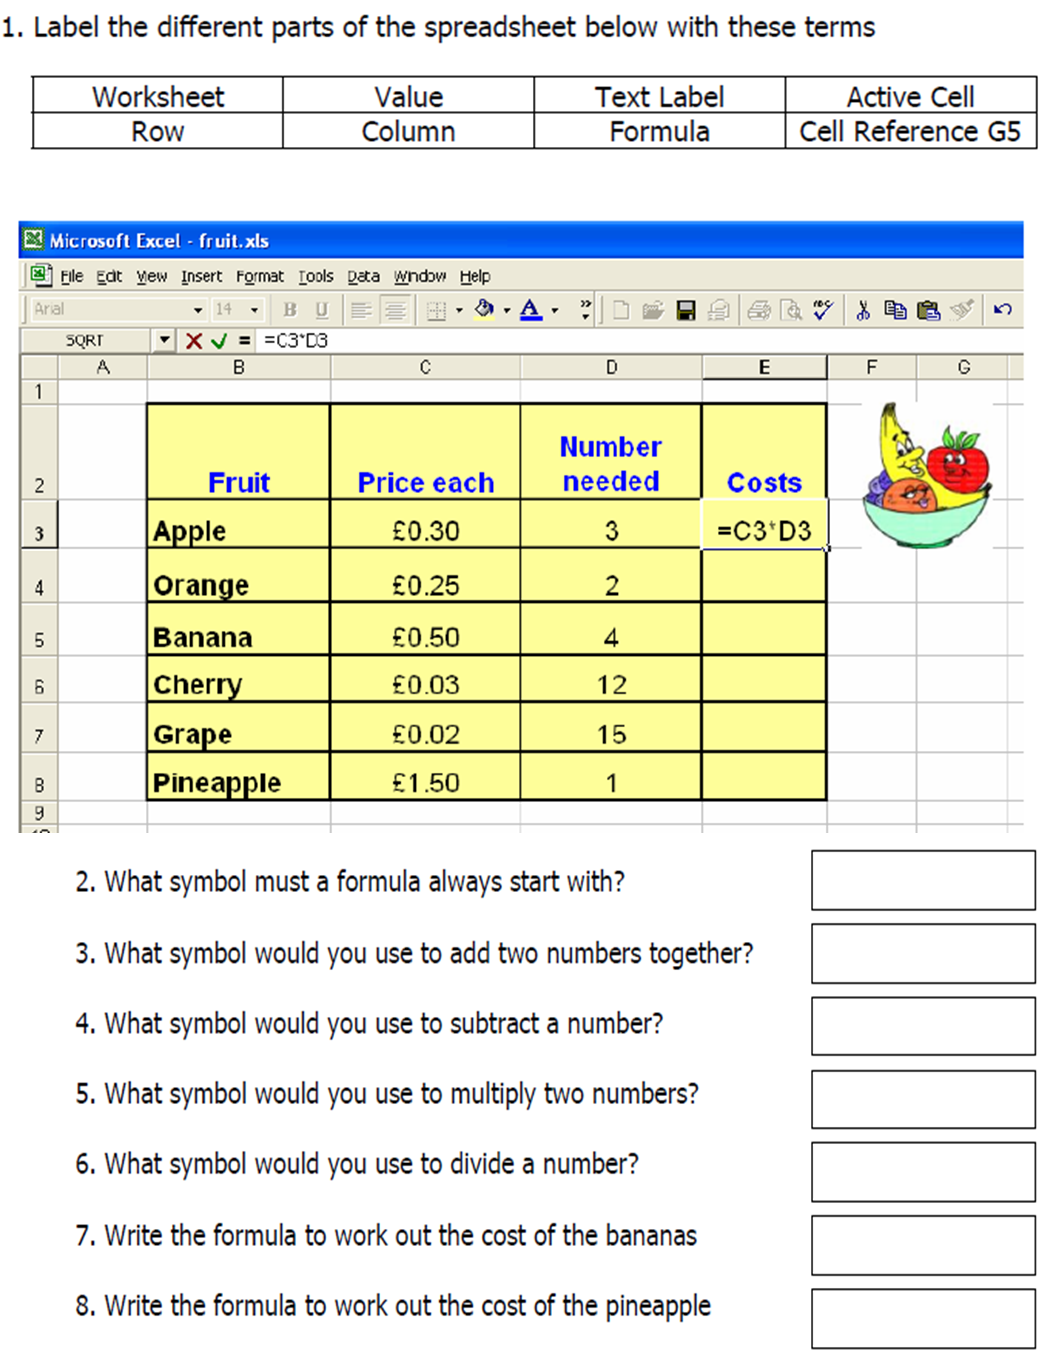 1. Label the different parts of the spreadsheet below with these terms
Worksheet Value Text Label Active Cell
Row Column Formula Cell Reference G5
Microsoft Excel - fruit.xls
File Edit View Insert Format Tools Data Window Help
Arial 14 B U A
SQRT = =C3*D3
A B C D E F G
1
2 Fruit Price each Number needed Costs
3 Apple £0.30 3 =C3*D3
4 Orange £0.25 2
5 Banana £0.50 4
6 Cherry £0.03 12
7 Grape £0.02 15
8 Pineapple £1.50 1
9
2. What symbol must a formula always start with?
3. What symbol would you use to add two numbers together?
4. What symbol would you use to subtract a number?
5. What symbol would you use to multiply two numbers?
6. What symbol would you use to divide a number?
7. Write the formula to work out the cost of the bananas
8. Write the formula to work out the cost of the pineapple